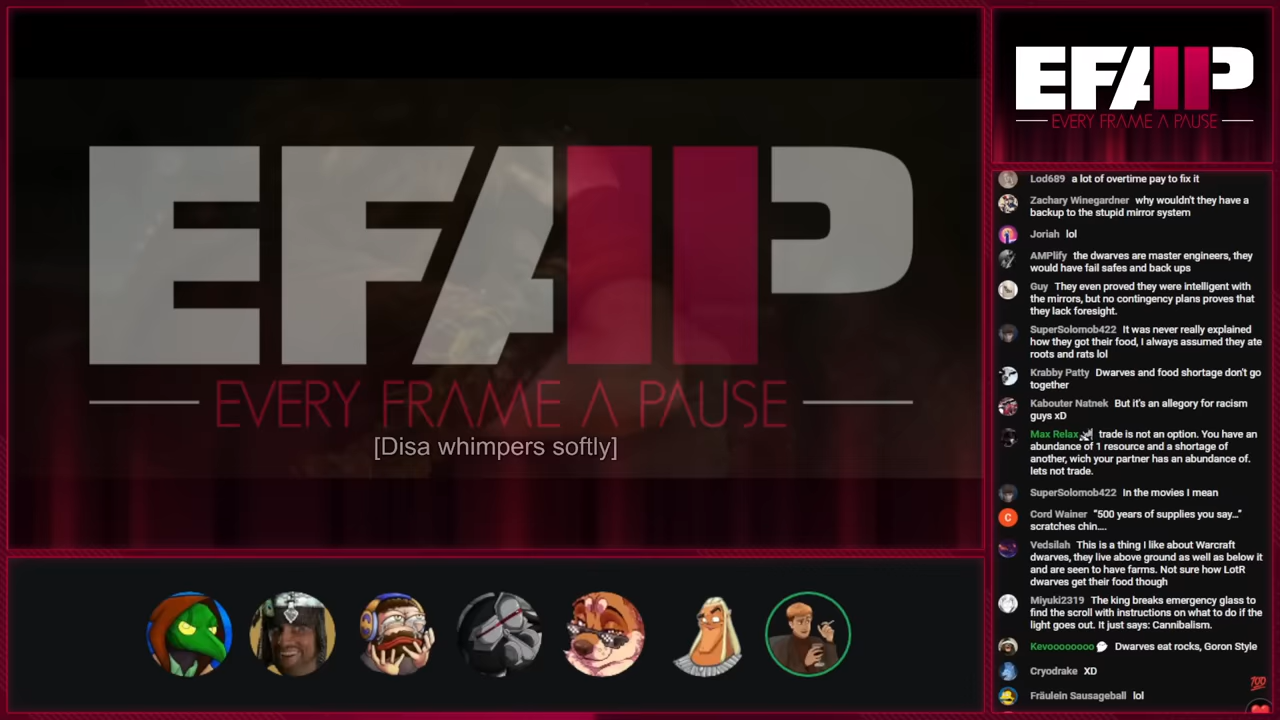 EFAP
EVERY FRAME A PAUSE
[Disa whimpers softly]
EFAP
EVERY FRAME A PAUSE
Lod689 a lot of overtime pay to fix it
Zachary Winegardner why wouldn't they have a
backup to the stupid mirror system
Joriah lol
AMPlify the dwarves are master engineers, they
would have fail safes and back ups
Guy They even proved they were intelligent with
the mirrors, but no contingency plans proves that
they lack foresight.
SuperSolomob422 It was never really explained
how they got their food, I always assumed they ate
roots and rats lol
Krabby Patty Dwarves and food shortage don't go
together
Kabouter Natnek But it's an allegory for racism
guys xD
Max Relax trade is not an option. You have an
abundance of 1 resource and a shortage of
another, wich your partner has an abundance of.
lets not trade.
SuperSolomob422 In the movies I mean
C
Cord Wainer “500 years of supplies you say...”
scratches chin....
Vedsilah This is a thing I like about Warcraft
dwarves, they live above ground as well as below it
and are seen to have farms. Not sure how LotR
dwarves get their food though
Miyuki2319 The king breaks emergency glass to
find the scroll with instructions on what to do if the
light goes out. It just says: Cannibalism.
Kevoooooooo Dwarves eat rocks, Goron Style
Cryodrake XD
Fräulein Sausageball lol
100